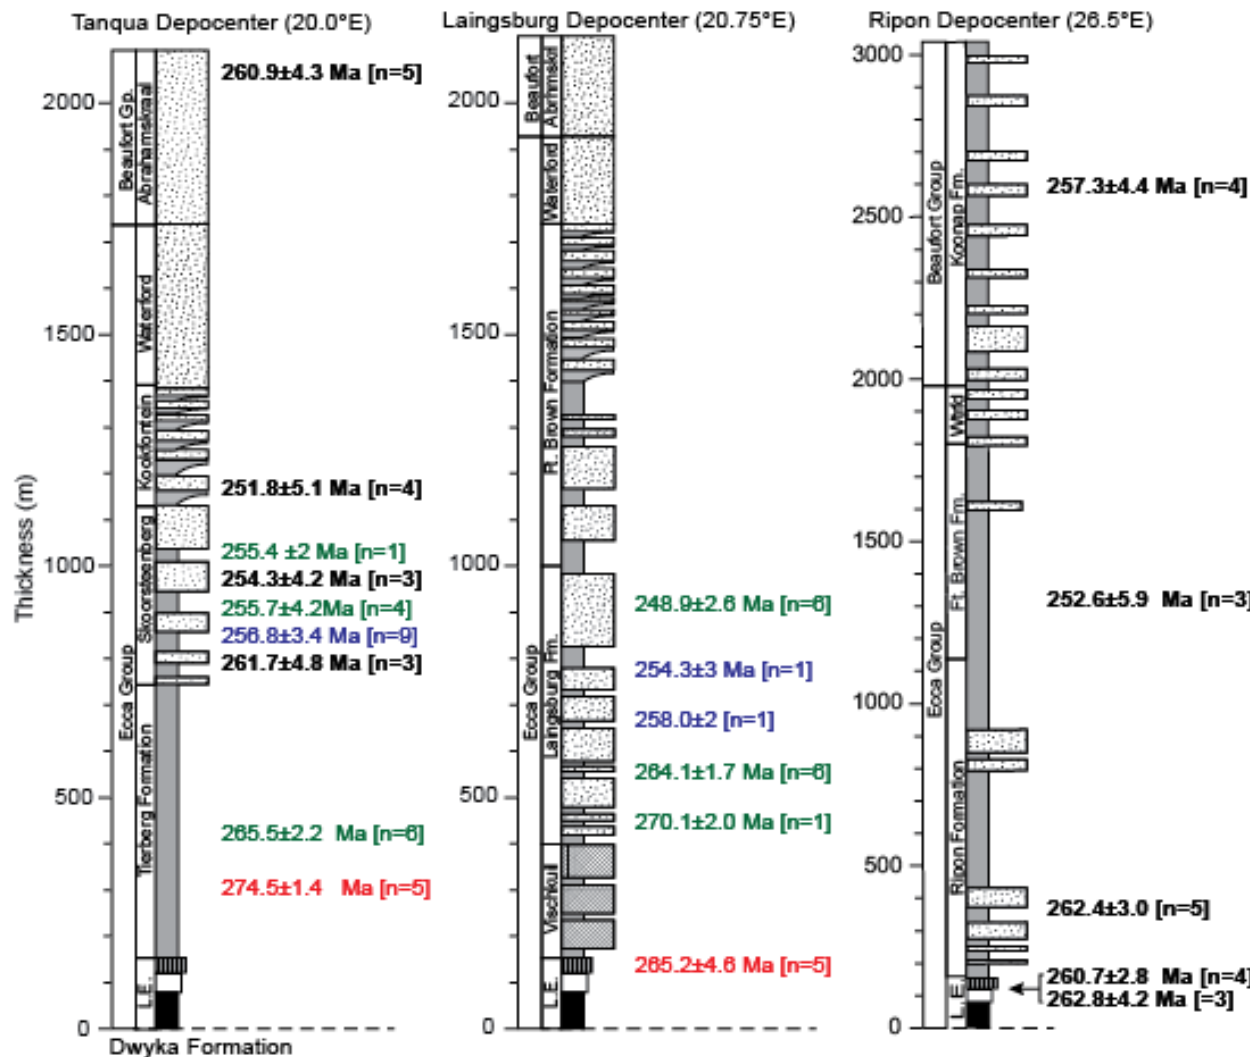 Tanqua Depocenter (20.0°E)
Laingsburg Depocenter (20.75°E)
Ripon Depocenter (26.5°E)
Thickness (m)
2000
1500
1000
500
0
Beaufort Gp.
Abrahamskraal
Ecca Group
Waterford
Kookfontein
Skoorsteenberg
Tierberg Formation
L.E.
260.9±4.3 Ma [n=5]
251.8±5.1 Ma [n=4]
255.4 ±2 Ma [n=1]
254.3±4.2 Ma [n=3]
255.7±4.2Ma [n=4]
256.8±3.4 Ma [n=9]
261.7±4.8 Ma [n=3]
265.5±2.2 Ma [n=6]
274.5±1.4 Ma [n=5]
Dwyka Formation
2000
1500
1000
500
0
Beaufort
Abrhmskrl
Ecca Group
Waterford
Ft. Brown Formation
Laingsburg Fm.
Vischkuil
L.E.
248.9±2.6 Ma [n=6]
254.3±3 Ma [n=1]
258.0±2 [n=1]
264.1±1.7 Ma [n=6]
270.1±2.0 Ma [n=1]
265.2±4.6 Ma [n=5]
3000
2500
2000
1500
1000
500
0
Beaufort Group
Koonap Fm.
Ecca Group
Wtrfd
Ft. Brown Fm.
Ripon Formation
L.E.
257.3±4.4 Ma [n=4]
252.6±5.9 Ma [n=3]
262.4±3.0 [n=5]
260.7±2.8 Ma [n=4]
262.8±4.2 Ma [=3]